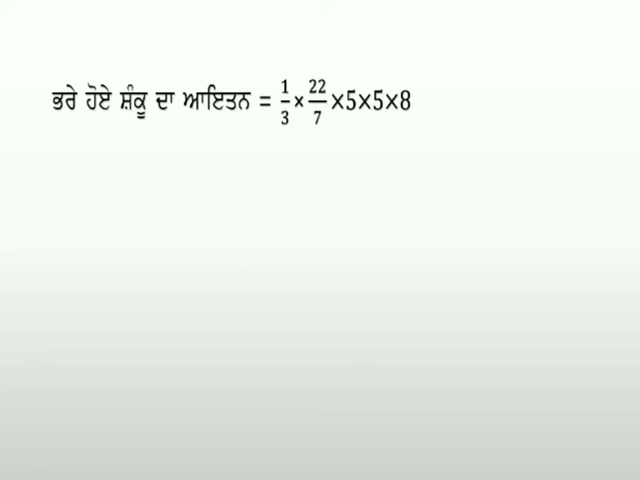 ਭਰੇ ਹੋਏ ਸ਼ੰਕੂ ਦਾ ਆਇਤਨ = 1/3 × 22/7 ×5×5×8